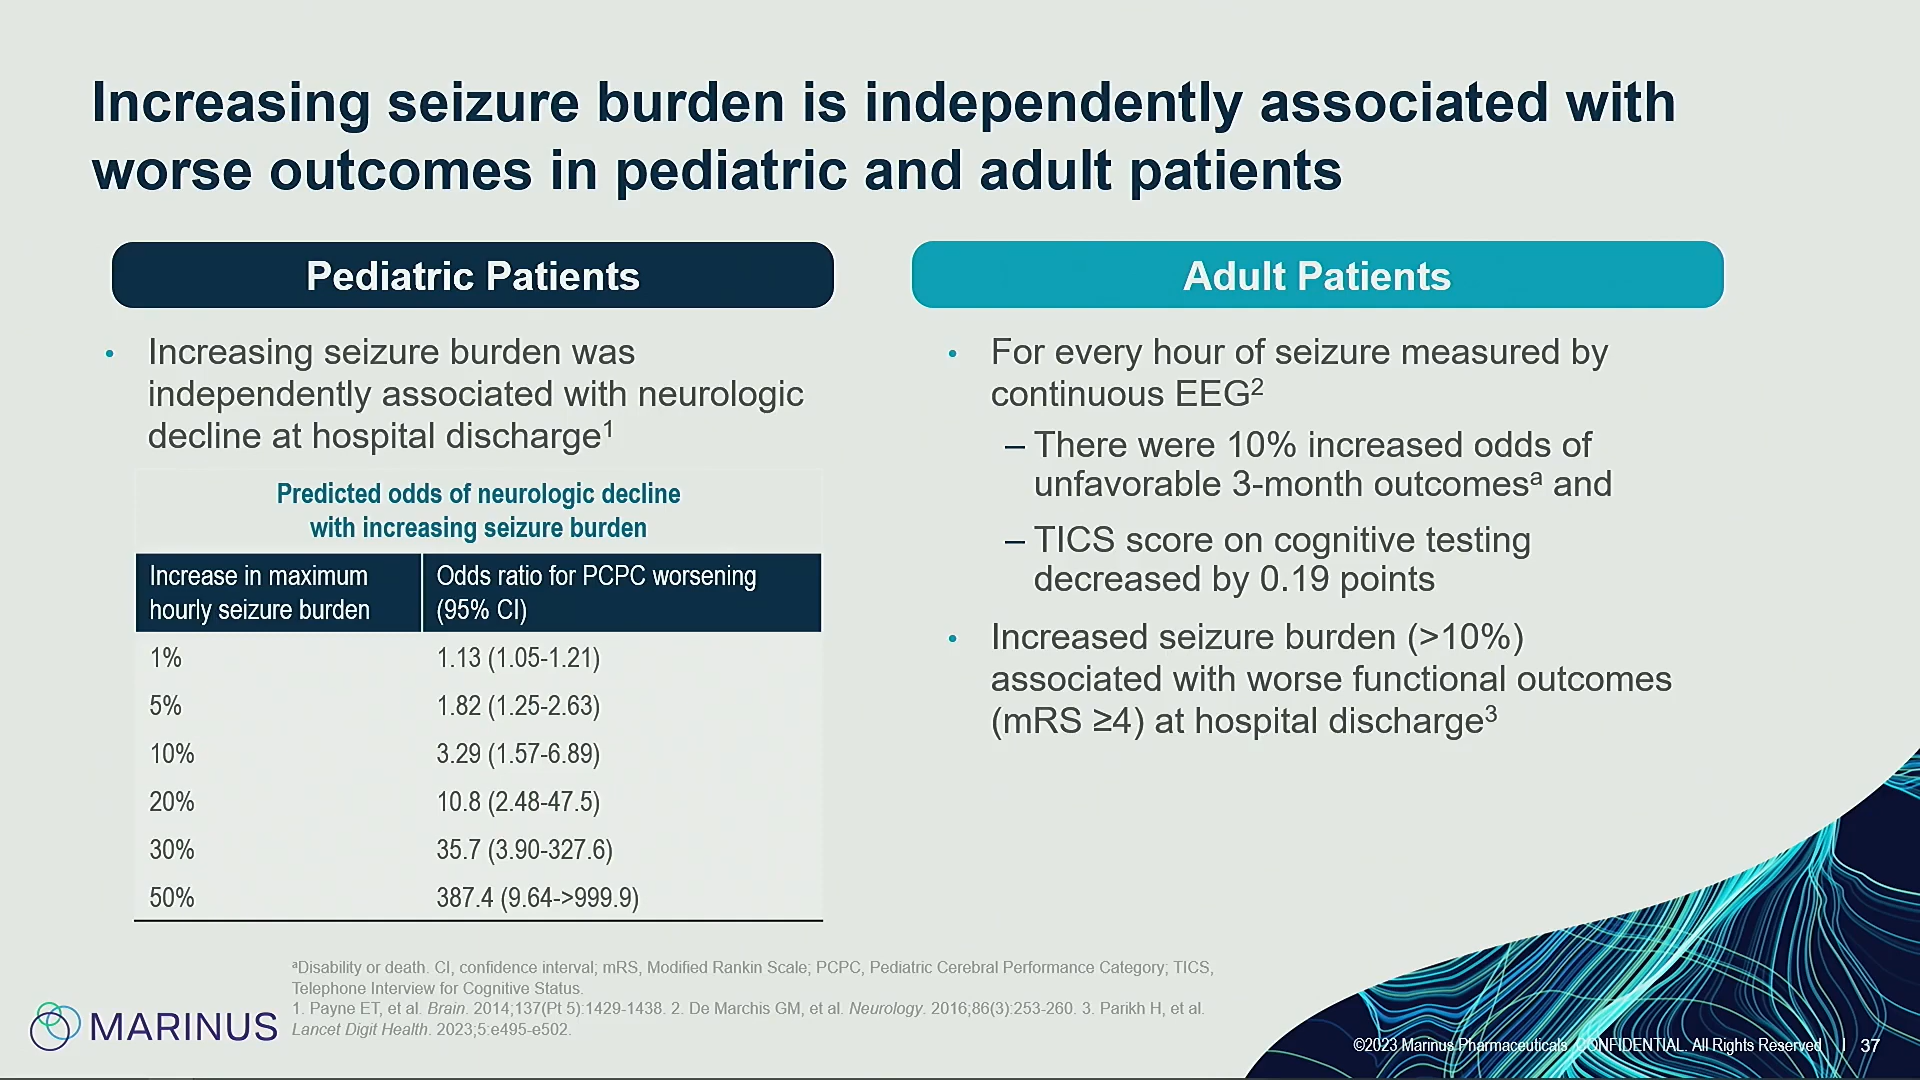 Increasing seizure burden is independently associated with
worse outcomes in pediatric and adult patients
Pediatric Patients
• Increasing seizure burden was
independently associated with neurologic
decline at hospital discharge¹
Predicted odds of neurologic decline
with increasing seizure burden
Increase in maximum
hourly seizure burden
Odds ratio for PCPC worsening
(95% CI)
1% 1.13 (1.05-1.21)
5% 1.82 (1.25-2.63)
10% 3.29 (1.57-6.89)
20% 10.8 (2.48-47.5)
30% 35.7 (3.90-327.6)
50% 387.4 (9.64->999.9)
Adult Patients
• For every hour of seizure measured by
continuous EEG²
– There were 10% increased odds of
unfavorable 3-month outcomesᵃ and
– TICS score on cognitive testing
decreased by 0.19 points
• Increased seizure burden (>10%)
associated with worse functional outcomes
(mRS ≥4) at hospital discharge³
ᵃDisability or death. CI, confidence interval; mRS, Modified Rankin Scale; PCPC, Pediatric Cerebral Performance Category; TICS,
Telephone Interview for Cognitive Status.
1. Payne ET, et al. Brain. 2014;137(Pt 5):1429-1438. 2. De Marchis GM, et al. Neurology. 2016;86(3):253-260. 3. Parikh H, et al.
Lancet Digit Health. 2023;5:e495-e502.
MARINUS
©2023 Marinus Pharmaceuticals. CONFIDENTIAL. All Rights Reserved | 37